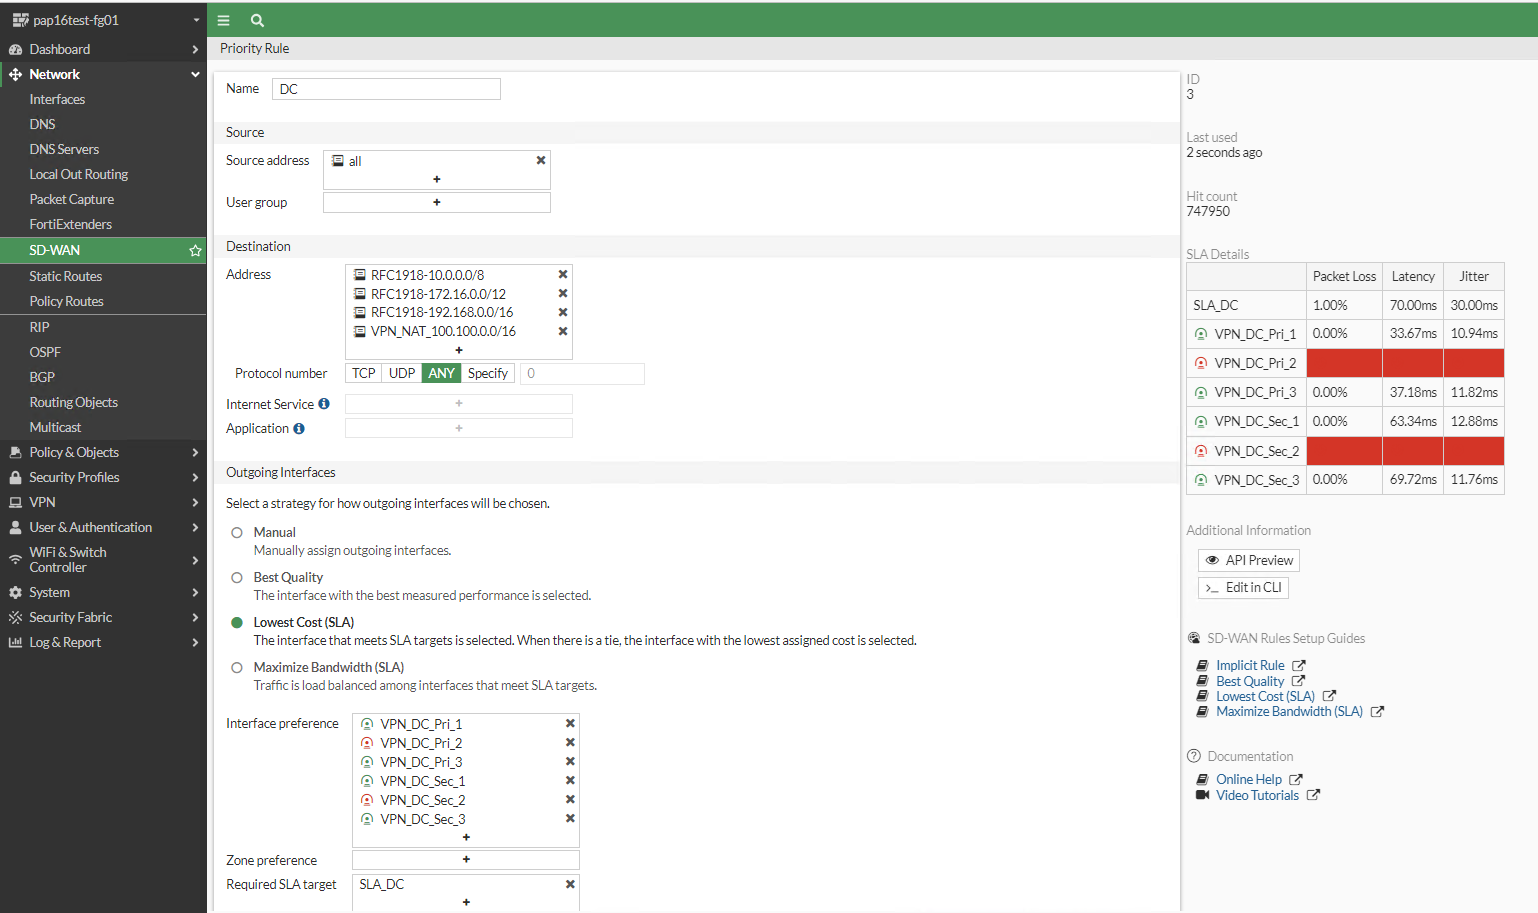 pap16test-fg01
Dashboard
Network
Interfaces
DNS
DNS Servers
Local Out Routing
Packet Capture
FortiExtenders
SD-WAN
Static Routes
Policy Routes
RIP
OSPF
BGP
Routing Objects
Multicast
Policy & Objects
Security Profiles
VPN
User & Authentication
WiFi & Switch
Controller
System
Security Fabric
Log & Report
Priority Rule
Name DC
Source
Source address all
+
User group +
Destination
Address RFC1918-10.0.0.0/8
RFC1918-172.16.0.0/12
RFC1918-192.168.0.0/16
VPN_NAT_100.100.0.0/16
+
Protocol number TCP UDP ANY Specify 0
Internet Service +
Application +
Outgoing Interfaces
Select a strategy for how outgoing interfaces will be chosen.
Manual
Manually assign outgoing interfaces.
Best Quality
The interface with the best measured performance is selected.
Lowest Cost (SLA)
The interface that meets SLA targets is selected. When there is a tie, the interface with the lowest assigned cost is selected.
Maximize Bandwidth (SLA)
Traffic is load balanced among interfaces that meet SLA targets.
Interface preference VPN_DC_Pri_1
VPN_DC_Pri_2
VPN_DC_Pri_3
VPN_DC_Sec_1
VPN_DC_Sec_2
VPN_DC_Sec_3
+
Zone preference +
Required SLA target SLA_DC
+
ID
3
Last used
2 seconds ago
Hit count
747950
SLA Details
Packet Loss Latency Jitter
SLA_DC 1.00% 70.00ms 30.00ms
VPN_DC_Pri_1 0.00% 33.67ms 10.94ms
VPN_DC_Pri_2
VPN_DC_Pri_3 0.00% 37.18ms 11.82ms
VPN_DC_Sec_1 0.00% 63.34ms 12.88ms
VPN_DC_Sec_2
VPN_DC_Sec_3 0.00% 69.72ms 11.76ms
Additional Information
API Preview
>_ Edit in CLI
SD-WAN Rules Setup Guides
Implicit Rule
Best Quality
Lowest Cost (SLA)
Maximize Bandwidth (SLA)
Documentation
Online Help
Video Tutorials